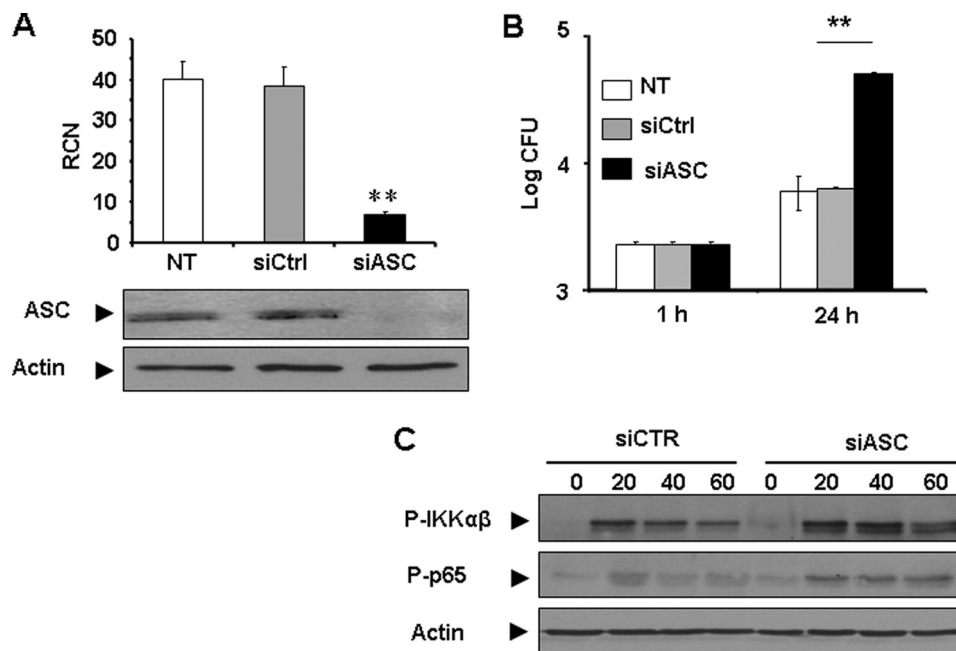 A
50
40
30
20
10
0
RCN
**
NT siCtrl siASC
ASC
Actin
B
5
4
3
Log CFU
**
NT
siCtrl
siASC
1 h 24 h
C
siCTR siASC
0 20 40 60 0 20 40 60
P-IKKαβ
P-p65
Actin